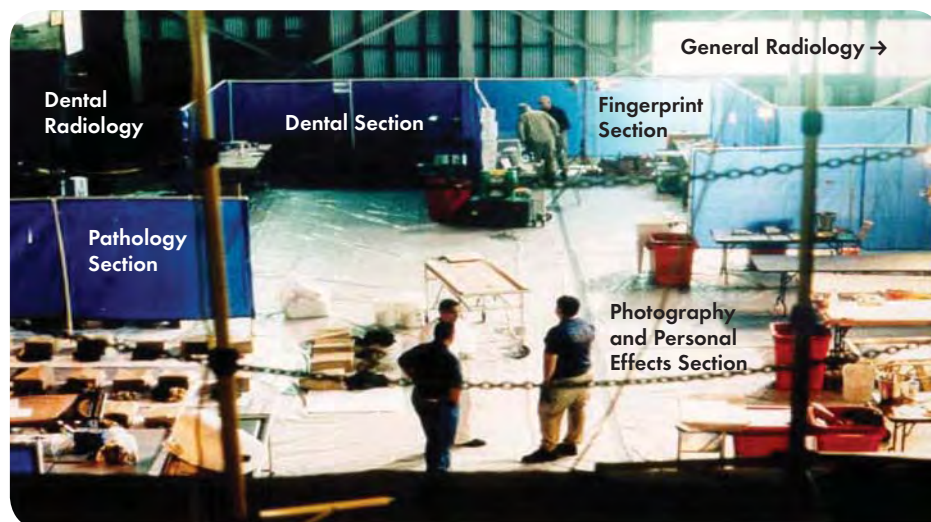 General Radiology →
Dental
Radiology
Dental Section
Fingerprint
Section
Pathology
Section
Photography
and Personal
Effects Section